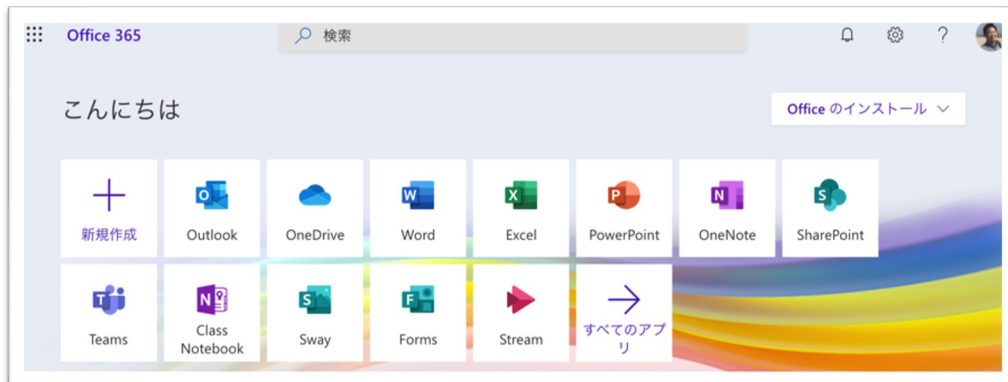 Office 365
検索
?
こんにちは
Office のインストール
新規作成
Outlook
OneDrive
Word
Excel
PowerPoint
OneNote
SharePoint
Teams
Class
Notebook
Sway
Forms
Stream
すべてのアプ
リ